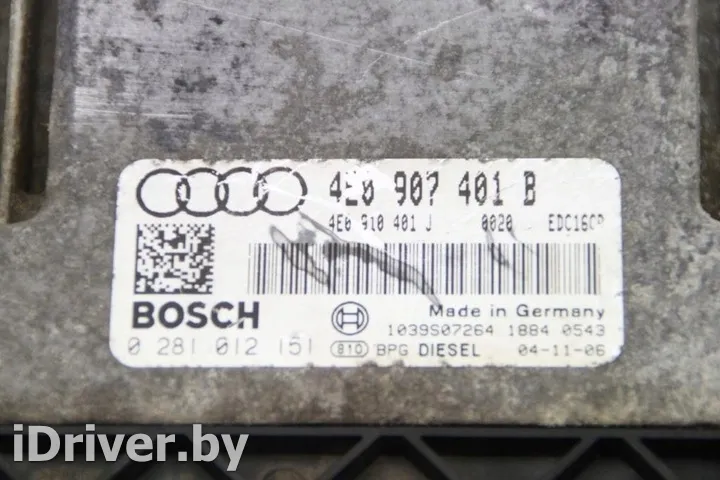 4E0 907 401 B
4E0 910 401 J 0020 EDC16CP
BOSCH
Made in Germany
1039S07264 1884 0543
0 281 012 151 810 BPG DIESEL 04-11-06
iDriver.by